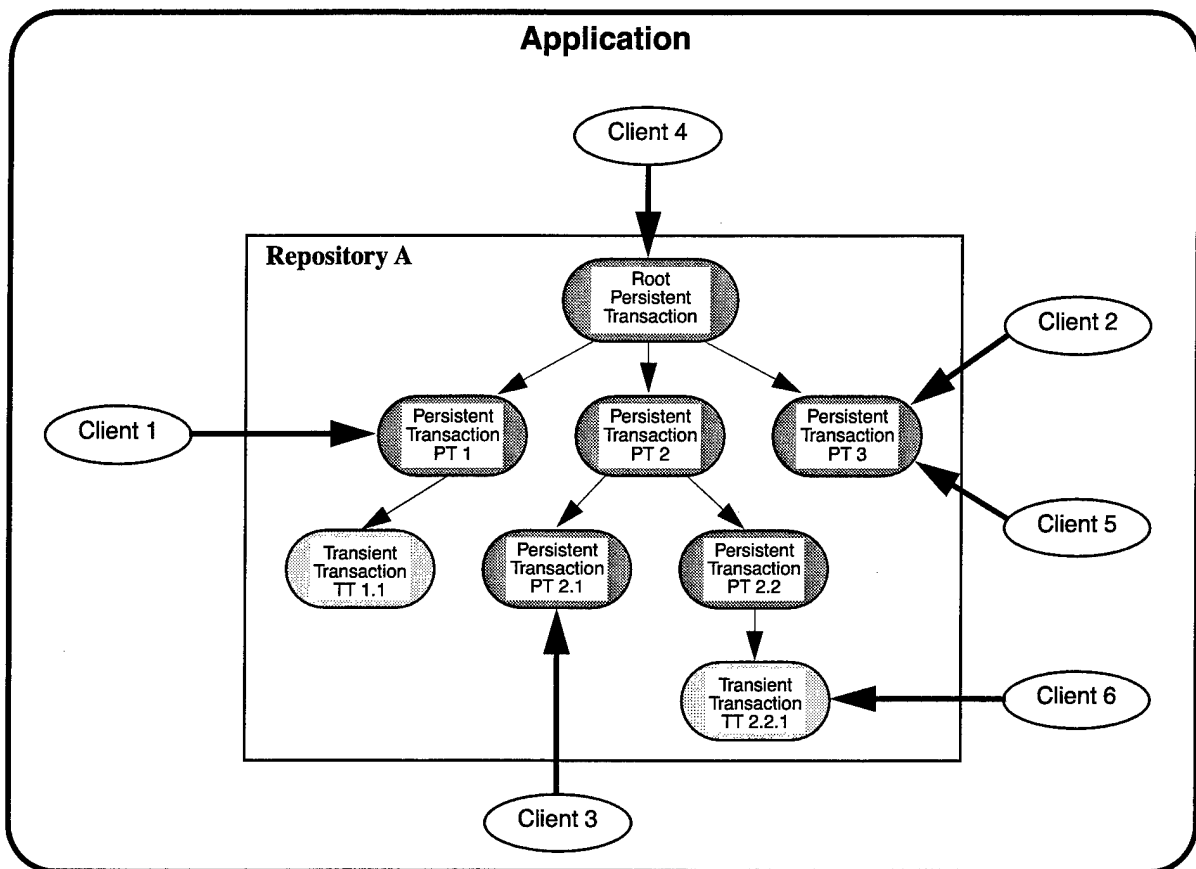 Application
Client 4
Repository A
Root
Persistent
Transaction
Client 2
Client 1
Persistent
Transaction
PT 1
Persistent
Transaction
PT 2
Persistent
Transaction
PT 3
Client 5
Transient
Transaction
TT 1.1
Persistent
Transaction
PT 2.1
Persistent
Transaction
PT 2.2
Transient
Transaction
TT 2.2.1
Client 6
Client 3